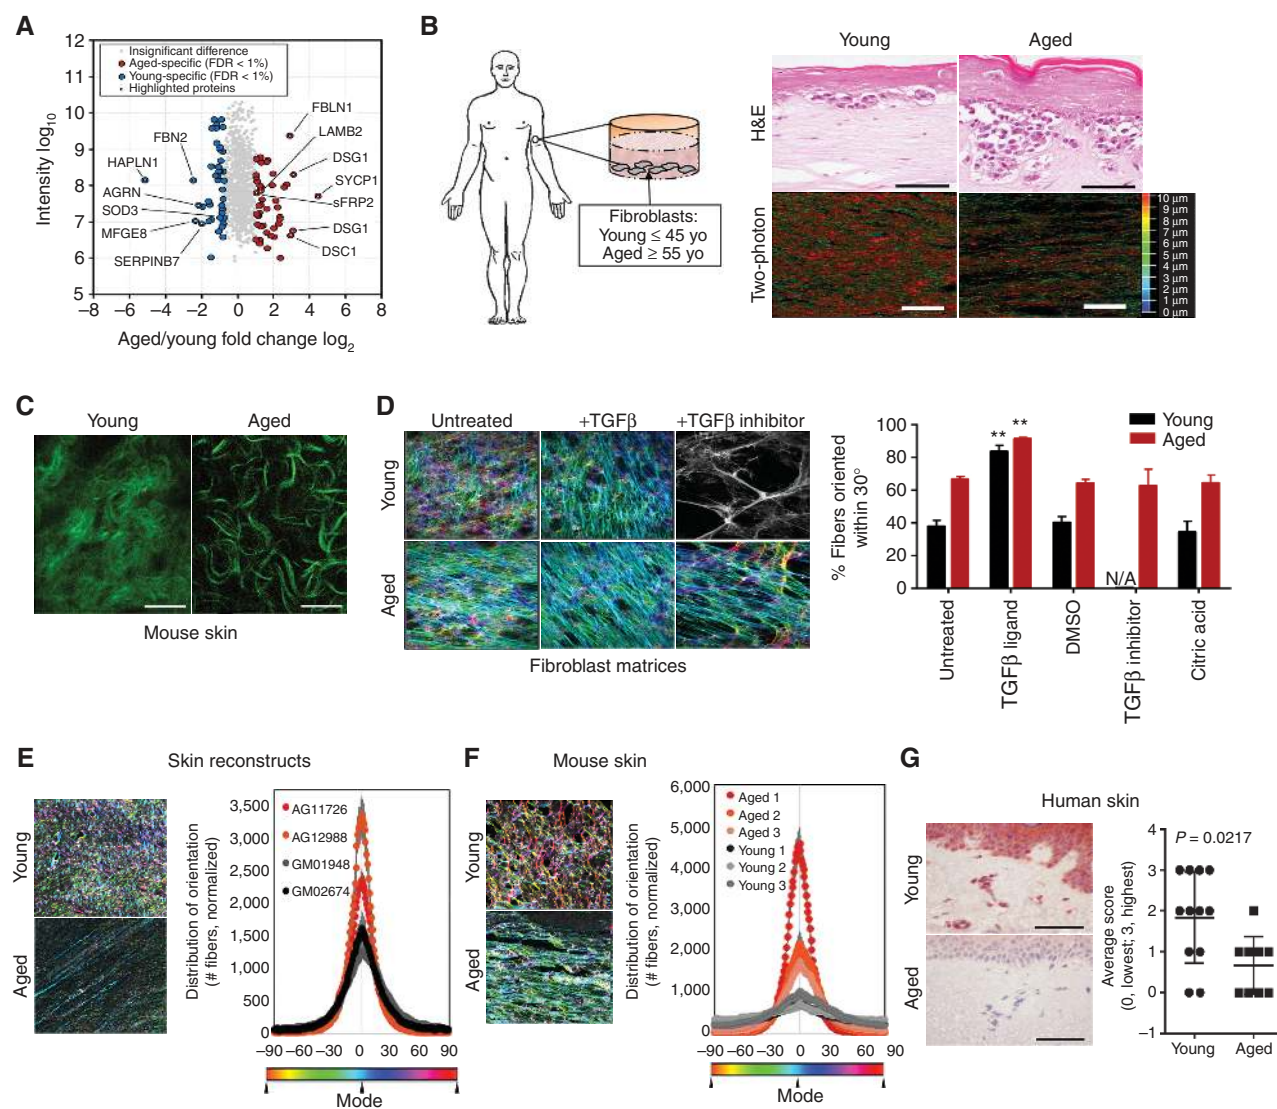 A
12
11
10
9
8
7
6
5
Intensity log10
Insignificant difference
Aged-specific (FDR < 1%)
Young-specific (FDR < 1%)
Highlighted proteins
FBLN1
LAMB2
DSG1
SYCP1
sFRP2
DSG1
DSC1
FBN2
HAPLN1
AGRN
SOD3
MFGE8
SERPINB7
−8 −6 −4 −2 0 2 4 6 8
Aged/young fold change log2
B
Fibroblasts:
Young ≤ 45 yo
Aged ≥ 55 yo
Young Aged
H&E
Two-photon
10 μm
9 μm
8 μm
7 μm
6 μm
5 μm
4 μm
3 μm
2 μm
1 μm
0 μm
C
Young Aged
Mouse skin
D
Untreated +TGFβ +TGFβ inhibitor
Young
Aged
Fibroblast matrices
% Fibers oriented
within 30°
100
80
60
40
20
0
** **
N/A
Young
Aged
Untreated
TGFβ ligand
DMSO
TGFβ inhibitor
Citric acid
E
Skin reconstructs
Young
Aged
Distribution of orientation
(# fibers, normalized)
3,500
3,000
2,500
2,000
1,500
1,000
500
0
AG11726
AG12988
GM01948
GM02674
−90 −60 −30 0 30 60 90
Mode
F
Mouse skin
Young
Aged
Distribution of orientation
(# fibers, normalized)
6,000
5,000
4,000
3,000
2,000
1,000
0
Aged 1
Aged 2
Aged 3
Young 1
Young 2
Young 3
−90 −60 −30 0 30 60 90
Mode
G
Human skin
Young
Aged
Average score
(0, lowest; 3, highest)
4
3
2
1
0
−1
P = 0.0217
Young Aged